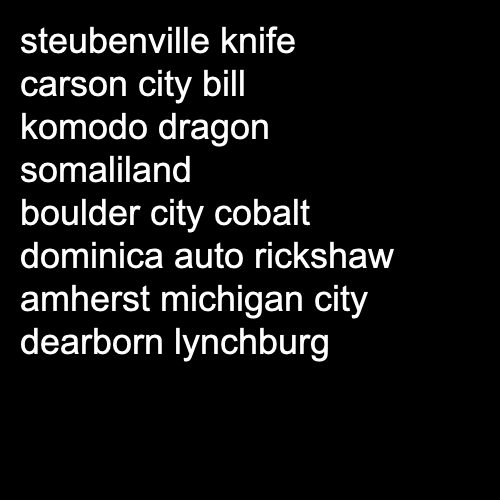 steubenville knife
carson city bill
komodo dragon
somaliland
boulder city cobalt
dominica auto rickshaw
amherst michigan city
dearborn lynchburg